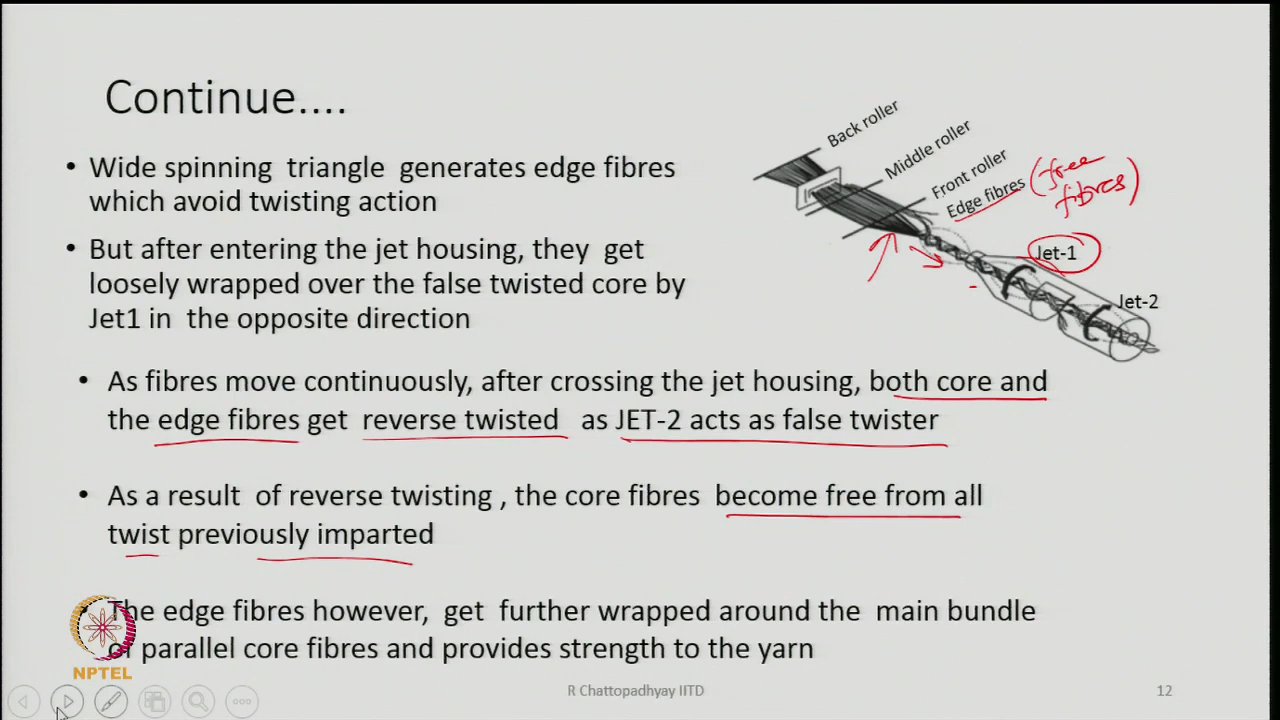 Continue....
• Wide spinning triangle generates edge fibres
which avoid twisting action
• But after entering the jet housing, they get
loosely wrapped over the false twisted core by
Jet1 in the opposite direction
• As fibres move continuously, after crossing the jet housing, both core and
the edge fibres get reverse twisted as JET-2 acts as false twister
• As a result of reverse twisting , the core fibres become free from all
twist previously imparted
The edge fibres however, get further wrapped around the main bundle
of parallel core fibres and provides strength to the yarn
Back roller
Middle roller
Front roller
Edge fibres
(free
fibres)
Jet-1
Jet-2
NPTEL
R Chattopadhyay IITD
12